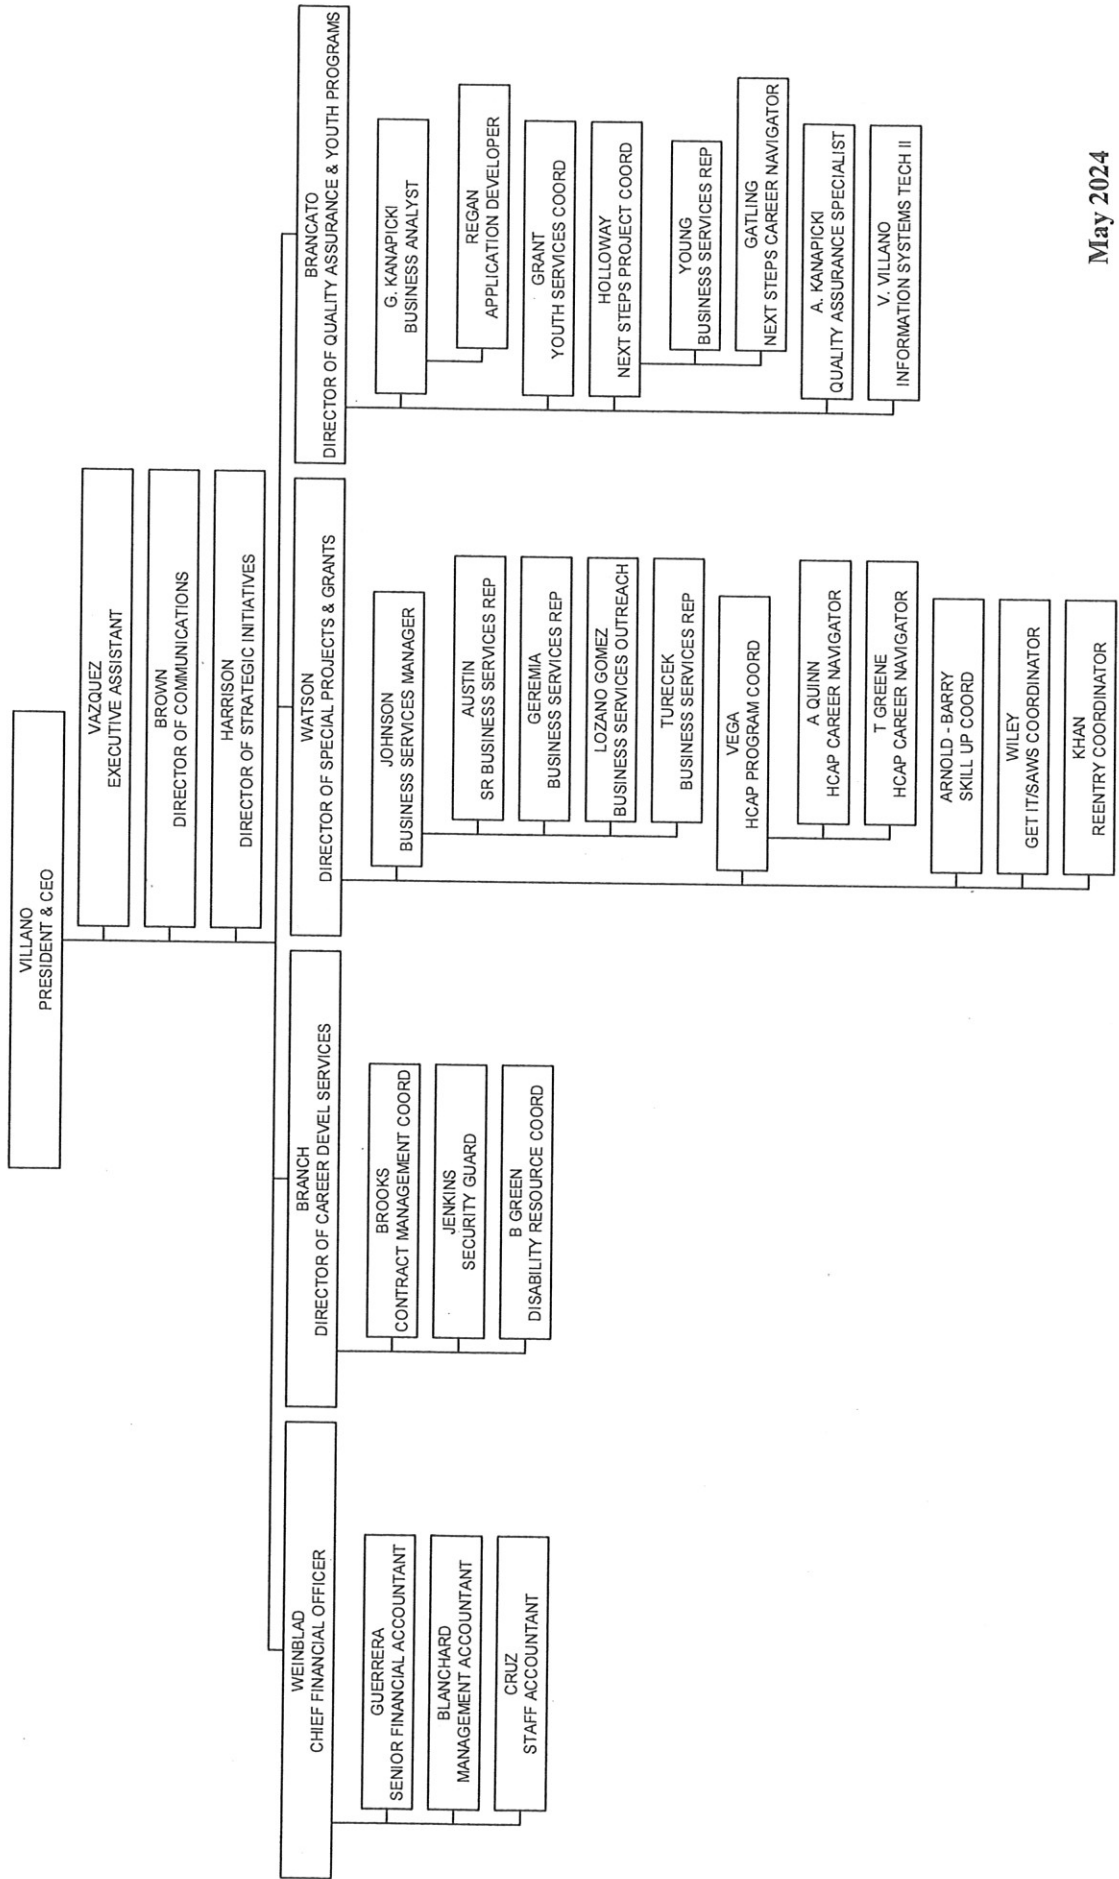 VILLANO
PRESIDENT & CEO
VAZQUEZ
EXECUTIVE ASSISTANT
BROWN
DIRECTOR OF COMMUNICATIONS
HARRISON
DIRECTOR OF STRATEGIC INITIATIVES
WEINBLAD
CHIEF FINANCIAL OFFICER
GUERRERA
SENIOR FINANCIAL ACCOUNTANT
BLANCHARD
MANAGEMENT ACCOUNTANT
CRUZ
STAFF ACCOUNTANT
BRANCH
DIRECTOR OF CAREER DEVEL SERVICES
BROOKS
CONTRACT MANAGEMENT COORD
JENKINS
SECURITY GUARD
B GREEN
DISABILITY RESOURCE COORD
WATSON
DIRECTOR OF SPECIAL PROJECTS & GRANTS
JOHNSON
BUSINESS SERVICES MANAGER
AUSTIN
SR BUSINESS SERVICES REP
GEREMIA
BUSINESS SERVICES REP
LOZANO GOMEZ
BUSINESS SERVICES OUTREACH
TURECEK
BUSINESS SERVICES REP
VEGA
HCAP PROGRAM COORD
A QUINN
HCAP CAREER NAVIGATOR
T GREENE
HCAP CAREER NAVIGATOR
ARNOLD - BARRY
SKILL UP COORD
WILEY
GET IT/SAWS COORDINATOR
KHAN
REENTRY COORDINATOR
BRANCATO
DIRECTOR OF QUALITY ASSURANCE & YOUTH PROGRAMS
G. KANAPICKI
BUSINESS ANALYST
REGAN
APPLICATION DEVELOPER
GRANT
YOUTH SERVICES COORD
HOLLOWAY
NEXT STEPS PROJECT COORD
YOUNG
BUSINESS SERVICES REP
GATLING
NEXT STEPS CAREER NAVIGATOR
A. KANAPICKI
QUALITY ASSURANCE SPECIALIST
V. VILLANO
INFORMATION SYSTEMS TECH II
May 2024